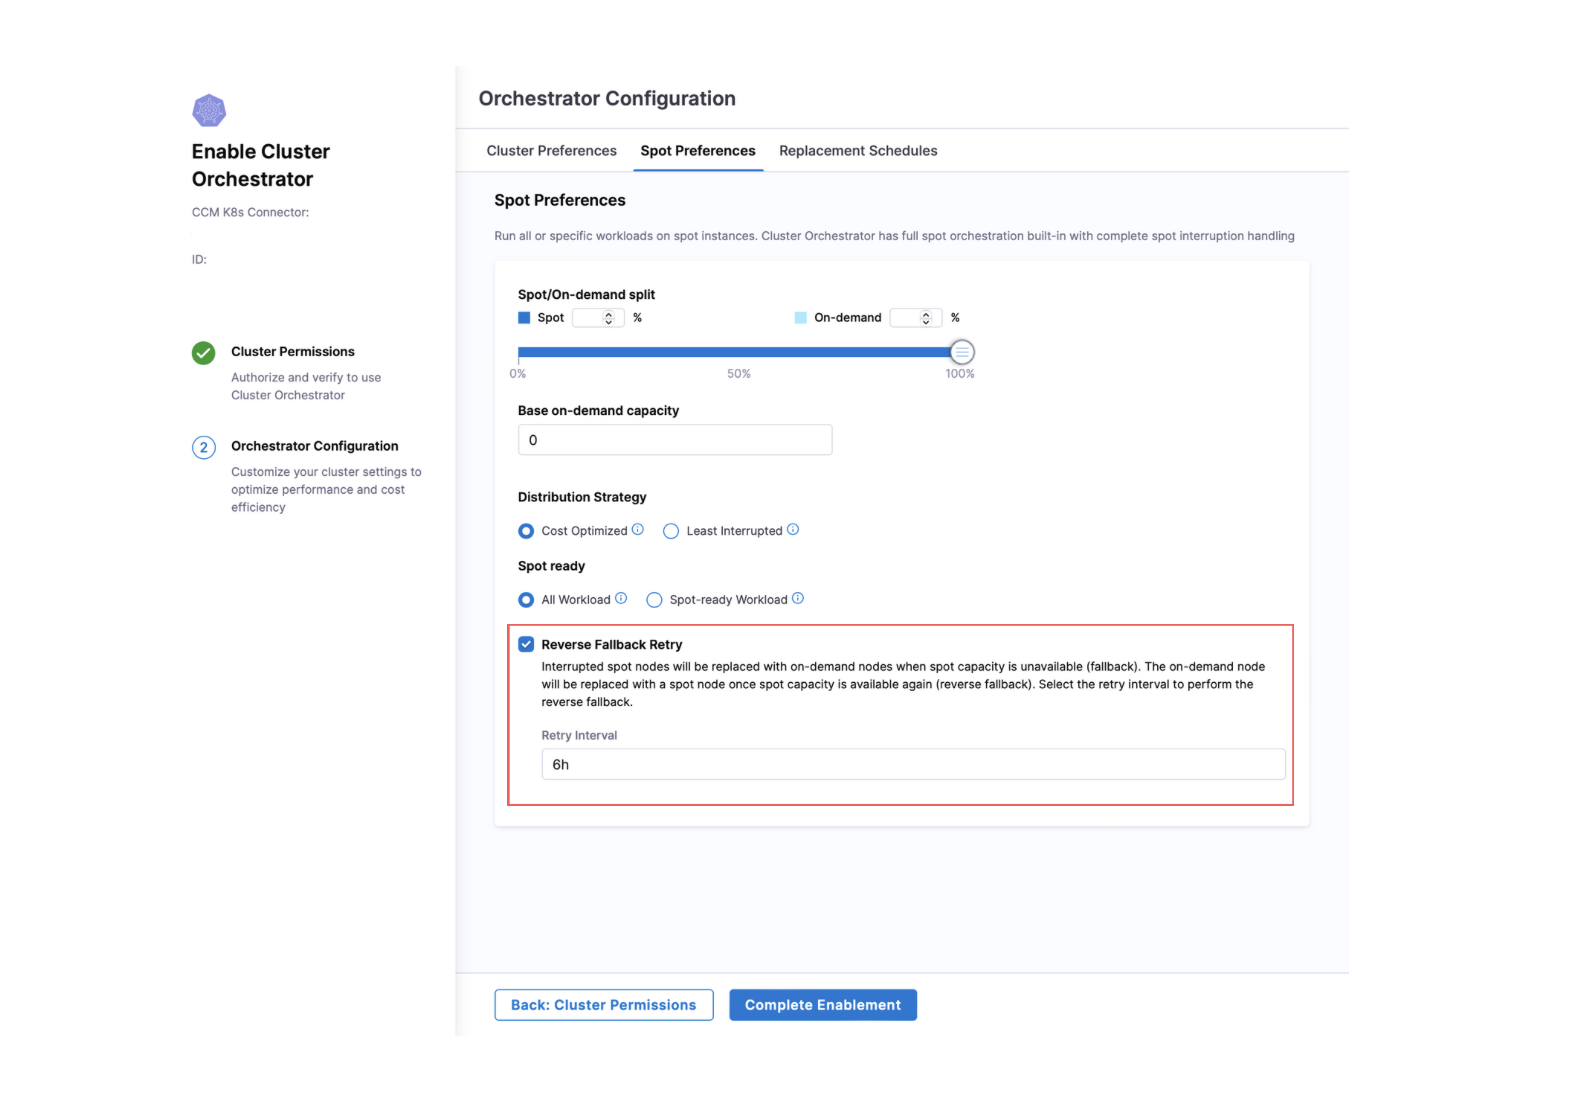 Enable Cluster
Orchestrator
CCM K8s Connector:
ID:
Cluster Permissions
Authorize and verify to use
Cluster Orchestrator
2
Orchestrator Configuration
Customize your cluster settings to
optimize performance and cost
efficiency
Orchestrator Configuration
Cluster Preferences Spot Preferences Replacement Schedules
Spot Preferences
Run all or specific workloads on spot instances. Cluster Orchestrator has full spot orchestration built-in with complete spot interruption handling
Spot/On-demand split
Spot % On-demand %
0% 50% 100%
Base on-demand capacity
0
Distribution Strategy
Cost Optimized Least Interrupted
Spot ready
All Workload Spot-ready Workload
Reverse Fallback Retry
Interrupted spot nodes will be replaced with on-demand nodes when spot capacity is unavailable (fallback). The on-demand node
will be replaced with a spot node once spot capacity is available again (reverse fallback). Select the retry interval to perform the
reverse fallback.
Retry Interval
6h
Back: Cluster Permissions Complete Enablement